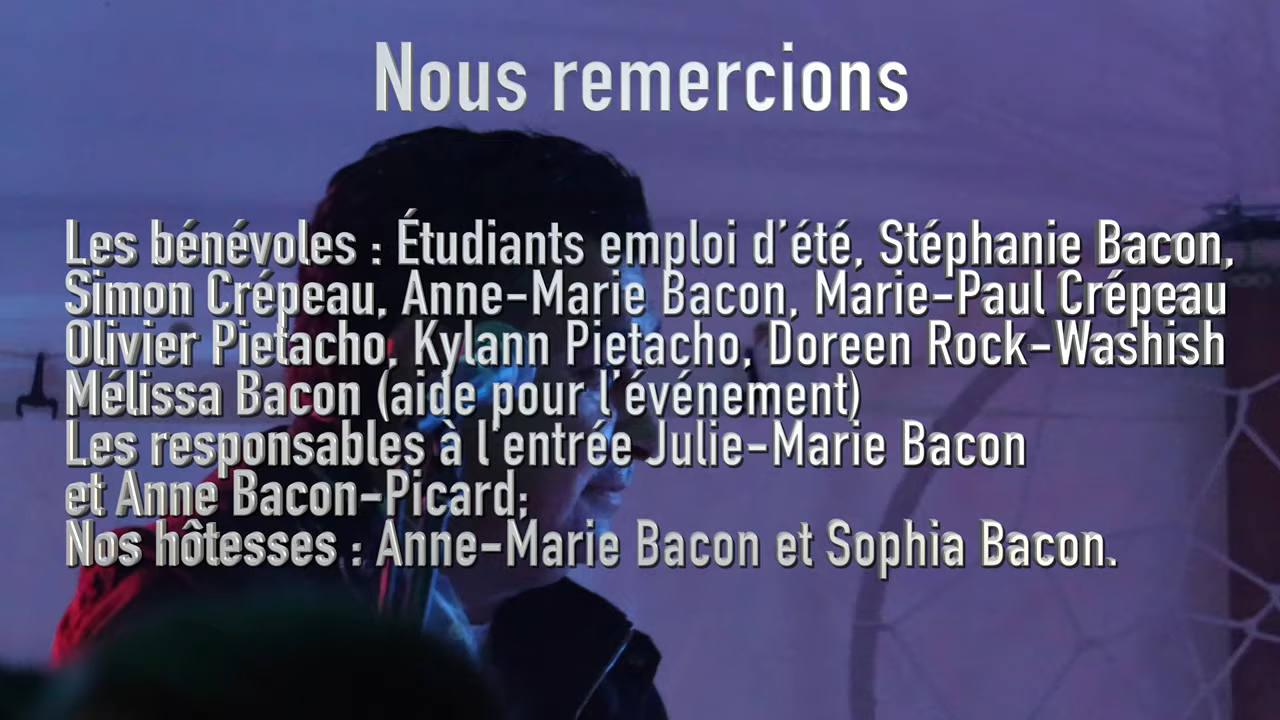 Nous remercions
Les bénévoles : Étudiants emploi d'été, Stéphanie Bacon,
Simon Crépeau, Anne-Marie Bacon, Marie-Paul Crépeau
Olivier Pietacho, Kylann Pietacho, Doreen Rock-Washish
Mélissa Bacon (aide pour l'événement)
Les responsables à l'entrée Julie-Marie Bacon
et Anne Bacon-Picard;
Nos hôtesses : Anne-Marie Bacon et Sophia Bacon.